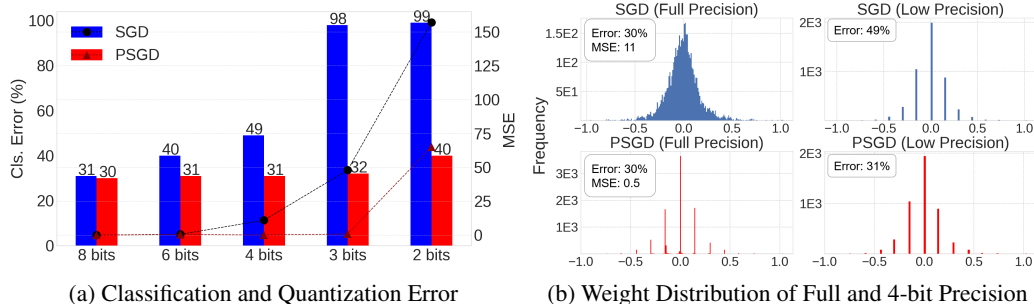 SGD
PSGD
Cls. Error (%)
100
80
60
40
20
0
31
30
40
31
49
31
98
32
99
40
8 bits
6 bits
4 bits
3 bits
2 bits
150
125
100
75
50
25
0
MSE
(a) Classification and Quantization Error
Frequency
SGD (Full Precision)
Error: 30%
MSE: 11
1.5E2
1E2
5E1
−1.0 −0.5 0.0 0.5 1.0
SGD (Low Precision)
Error: 49%
2E3
1E3
−1.0 −0.5 0.0 0.5 1.0
PSGD (Full Precision)
Error: 30%
MSE: 0.5
3E3
2E3
1E3
−1.0 −0.5 0.0 0.5 1.0
PSGD (Low Precision)
Error: 31%
2E3
1E3
−1.0 −0.5 0.0 0.5 1.0
(b) Weight Distribution of Full and 4-bit Precision